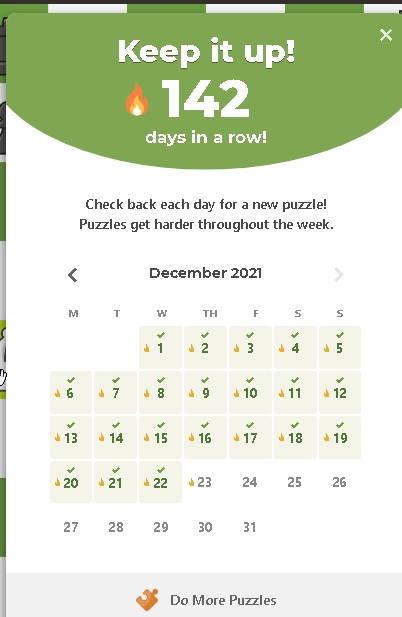 Keep it up!
142
days in a row!
Check back each day for a new puzzle!
Puzzles get harder throughout the week.
December 2021
M T W TH F S S
1 2 3 4 5
6 7 8 9 10 11 12
13 14 15 16 17 18 19
20 21 22 23 24 25 26
27 28 29 30 31
Do More Puzzles